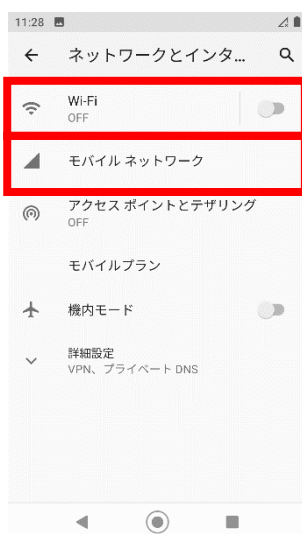 11:28
ネットワークとインタ...
Wi-Fi
OFF
モバイル ネットワーク
アクセス ポイントとテザリング
OFF
モバイルプラン
機内モード
詳細設定
VPN、プライベート DNS